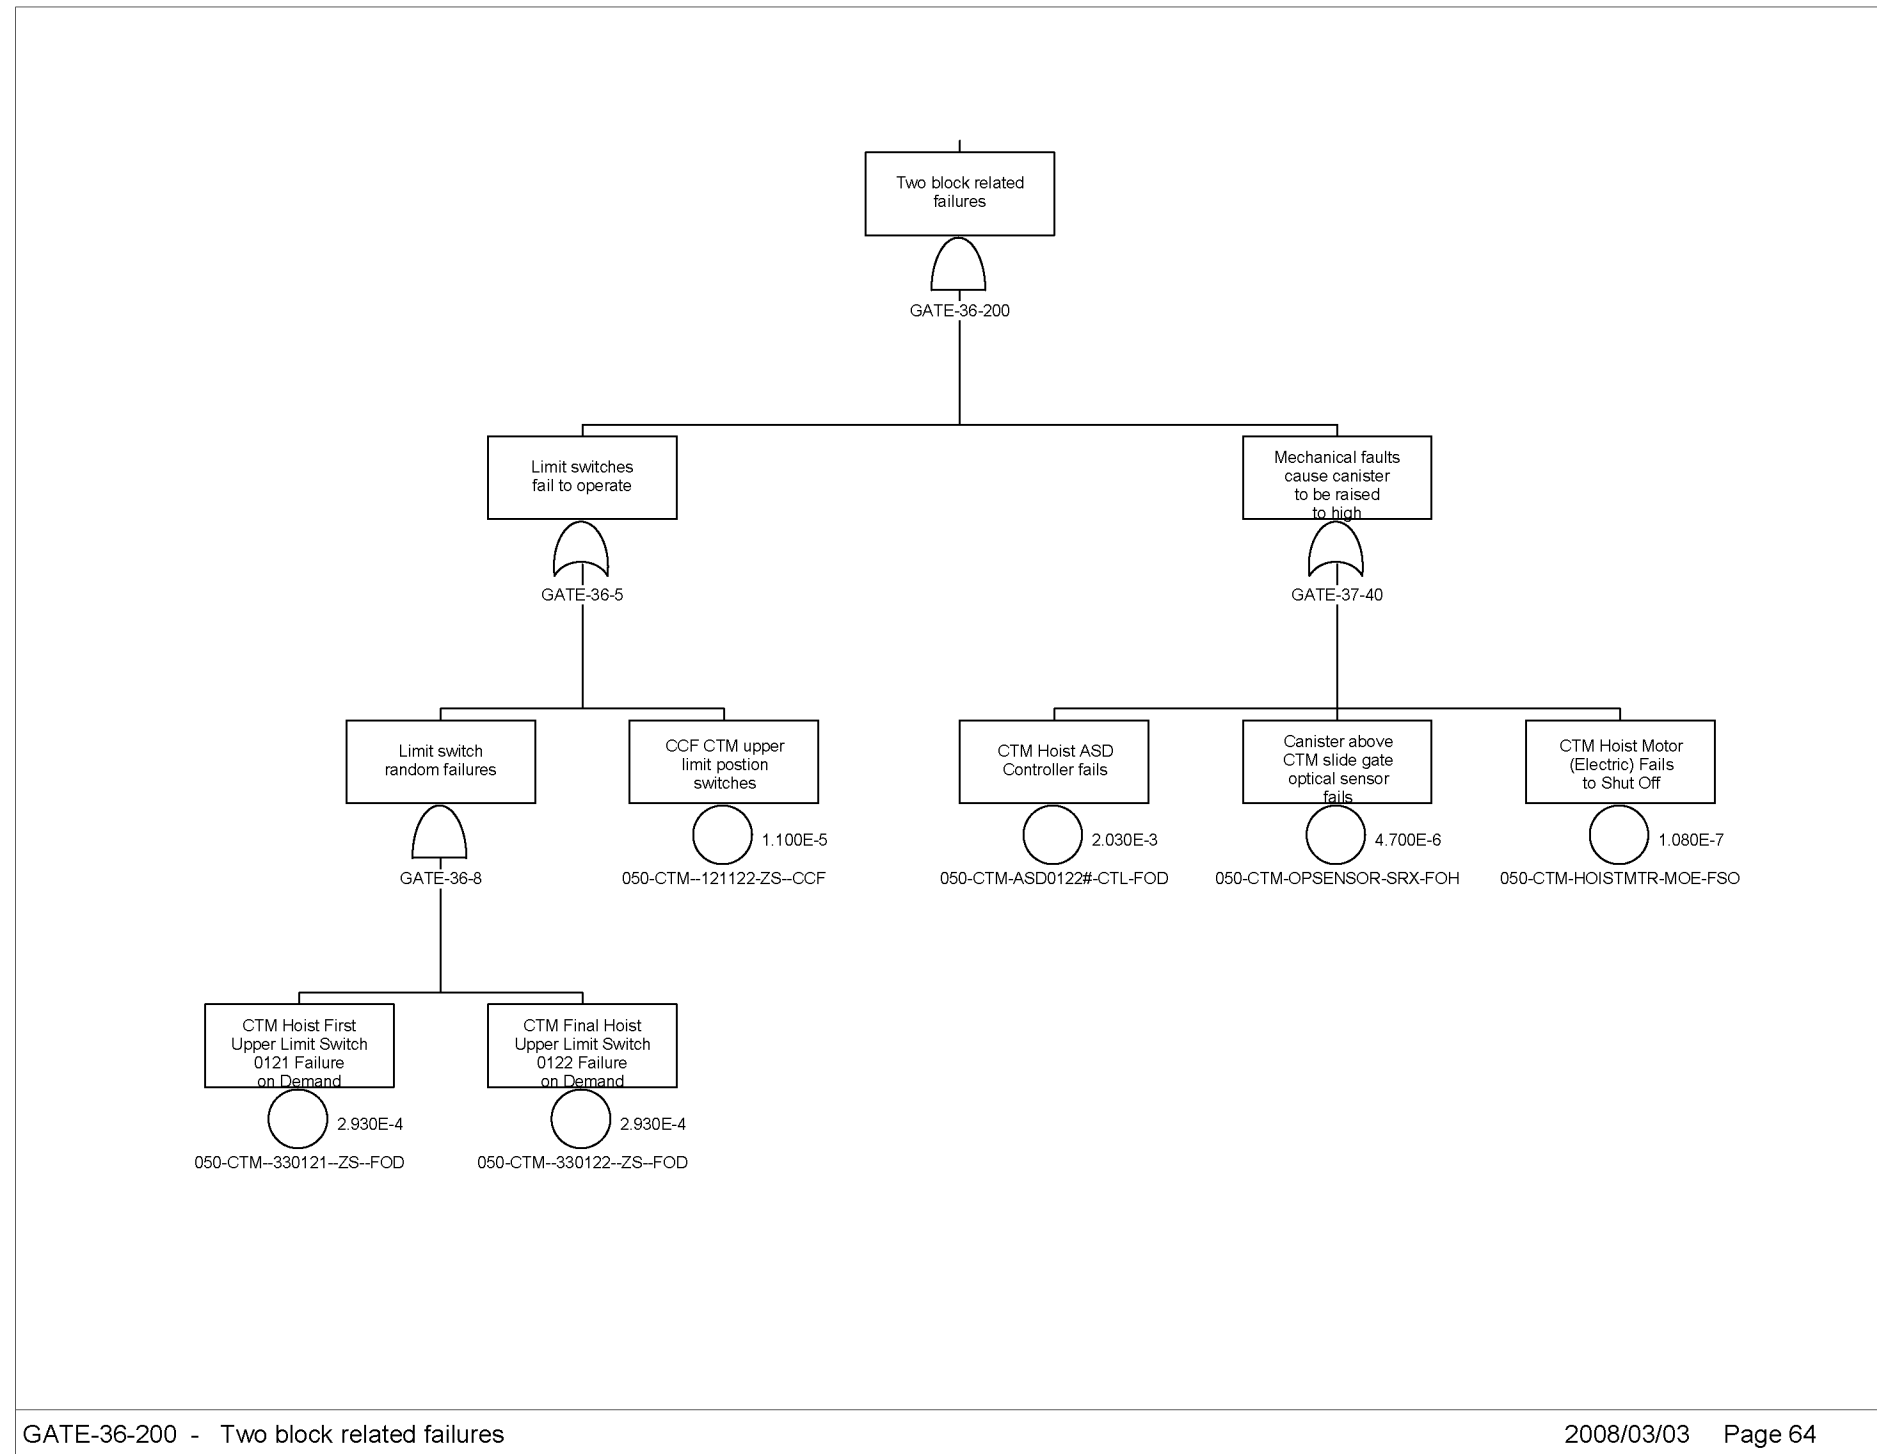 Two block related
failures
GATE-36-200
Limit switches
fail to operate
GATE-36-5
Mechanical faults
cause canister
to be raised
to high
GATE-37-40
Limit switch
random failures
GATE-36-8
CCF CTM upper
limit postion
switches
1.100E-5
050-CTM--121122-ZS--CCF
CTM Hoist ASD
Controller fails
2.030E-3
050-CTM-ASD0122#-CTL-FOD
Canister above
CTM slide gate
optical sensor
fails
4.700E-6
050-CTM-OPSENSOR-SRX-FOH
CTM Hoist Motor
(Electric) Fails
to Shut Off
1.080E-7
050-CTM-HOISTMTR-MOE-FSO
CTM Hoist First
Upper Limit Switch
0121 Failure
on Demand
2.930E-4
050-CTM--330121--ZS--FOD
CTM Final Hoist
Upper Limit Switch
0122 Failure
on Demand
2.930E-4
050-CTM--330122--ZS--FOD
GATE-36-200 - Two block related failures
2008/03/03 Page 64